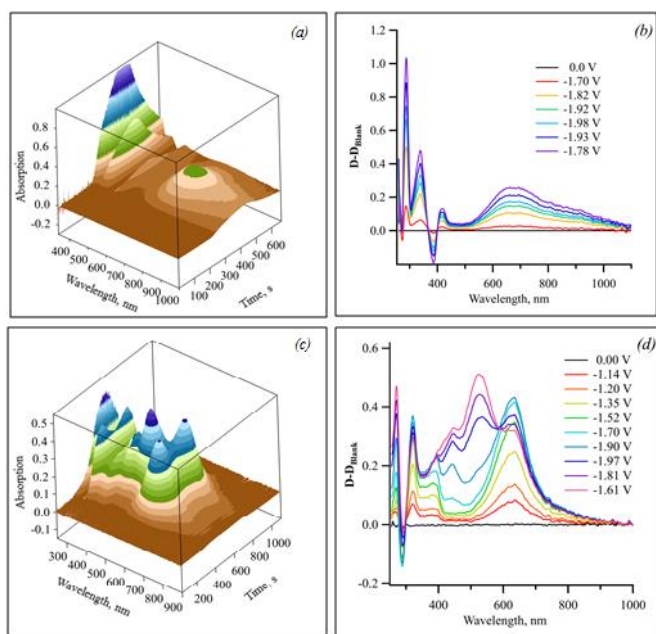 (a)
Absorption
0.8
0.6
0.4
0.2
0.0
-0.2
400
500
600
700
800
900
1000
Wavelength, nm
100
200
300
400
500
600
Time, s
(b)
D-D_Blank
1.2
1.0
0.8
0.6
0.4
0.2
0.0
0.0 V
-1.70 V
-1.82 V
-1.92 V
-1.98 V
-1.93 V
-1.78 V
400 600 800 1000
Wavelength, nm
(c)
Absorption
0.5
0.4
0.3
0.2
0.1
0.0
-0.1
300
400
500
600
700
800
900
Wavelength, nm
200
400
600
800
1000
Time, s
(d)
D-D_Blank
0.6
0.4
0.2
0.0
-0.2
0.00 V
-1.14 V
-1.20 V
-1.35 V
-1.52 V
-1.70 V
-1.90 V
-1.97 V
-1.81 V
-1.61 V
400 600 800 1000
Wavelength, nm